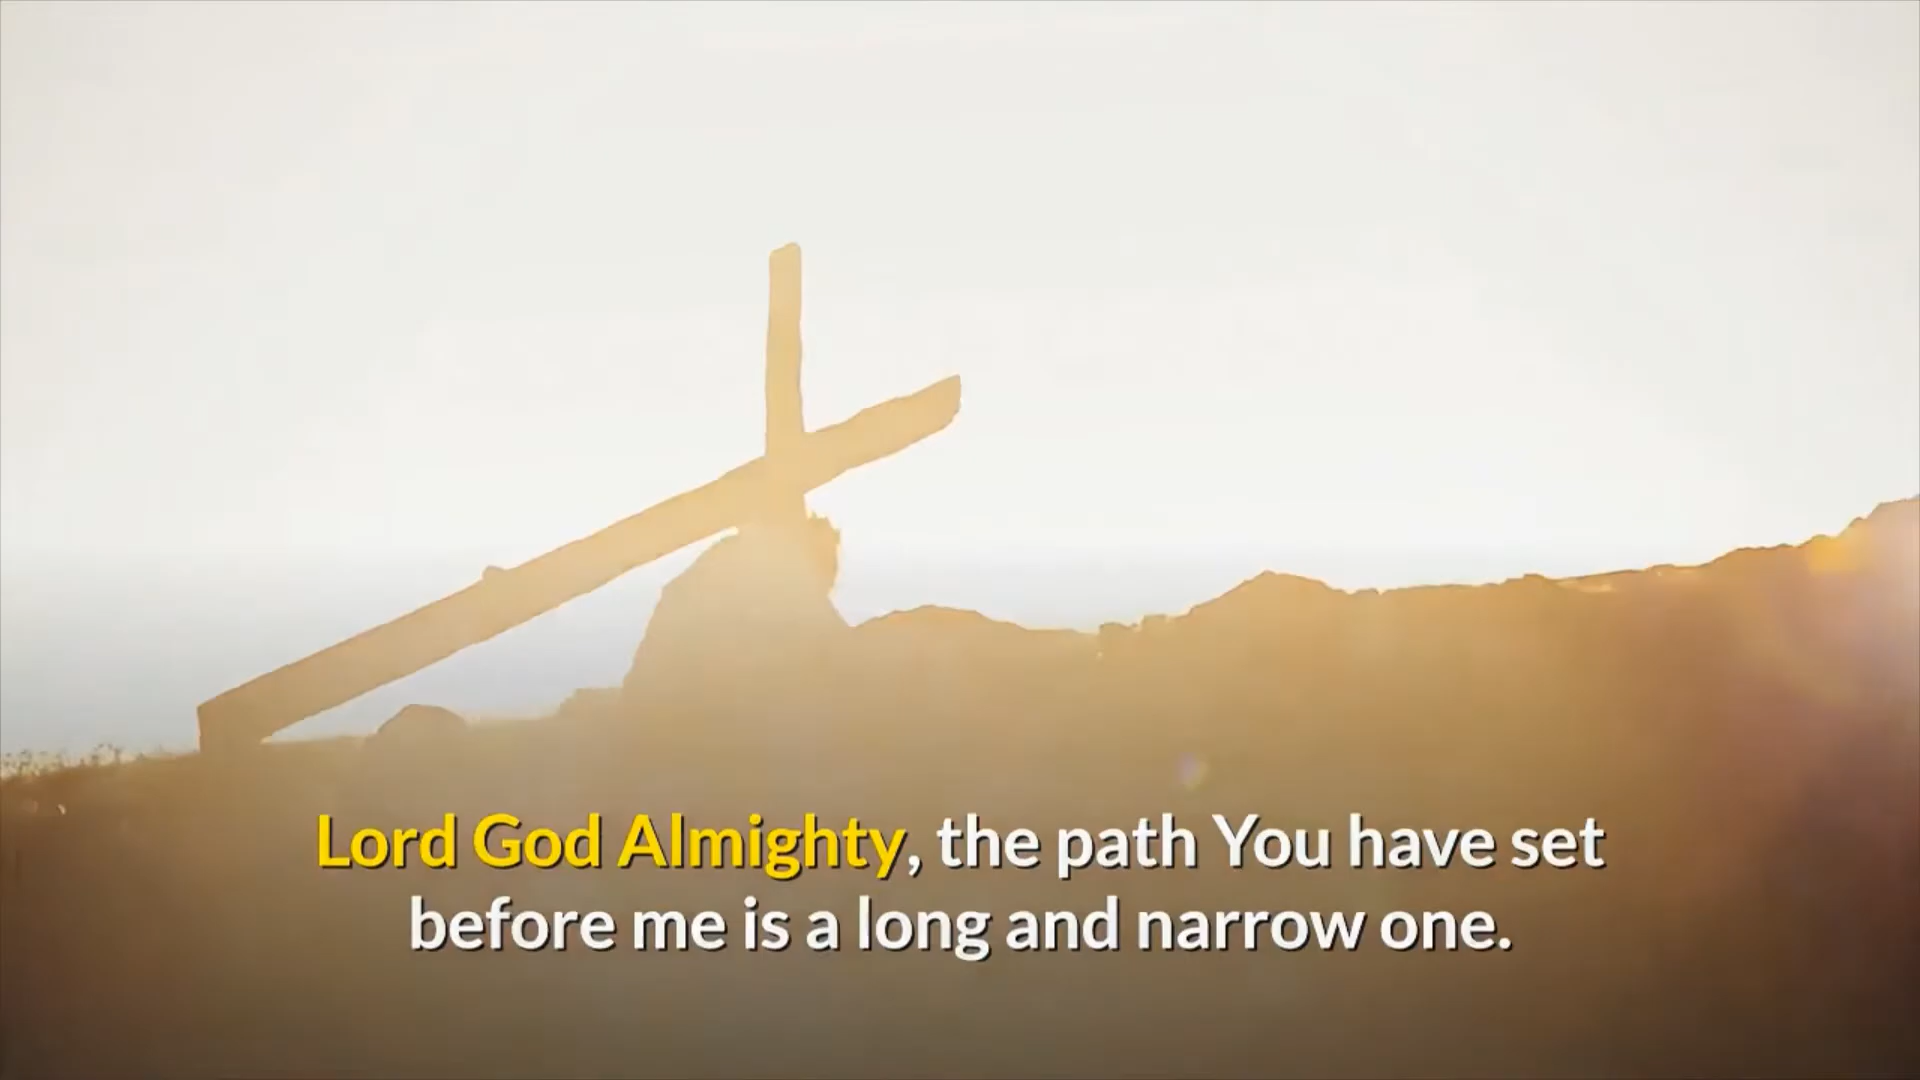 Lord God Almighty, the path You have set
before me is a long and narrow one.